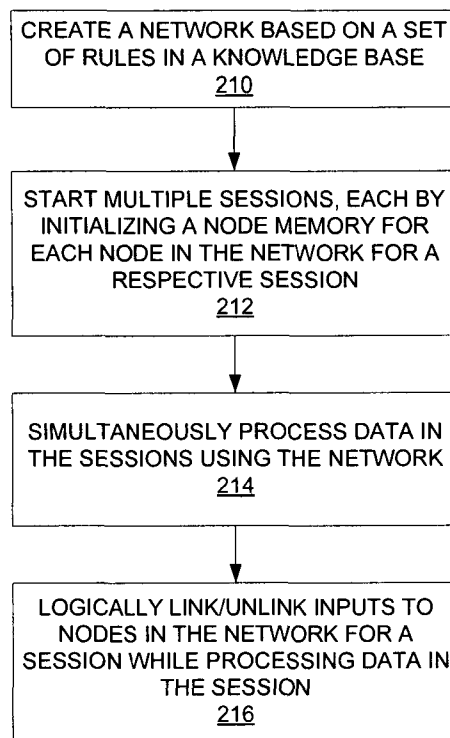 CREATE A NETWORK BASED ON A SET
OF RULES IN A KNOWLEDGE BASE
210
START MULTIPLE SESSIONS, EACH BY
INITIALIZING A NODE MEMORY FOR
EACH NODE IN THE NETWORK FOR A
RESPECTIVE SESSION
212
SIMULTANEOUSLY PROCESS DATA IN
THE SESSIONS USING THE NETWORK
214
LOGICALLY LINK/UNLINK INPUTS TO
NODES IN THE NETWORK FOR A
SESSION WHILE PROCESSING DATA IN
THE SESSION
216